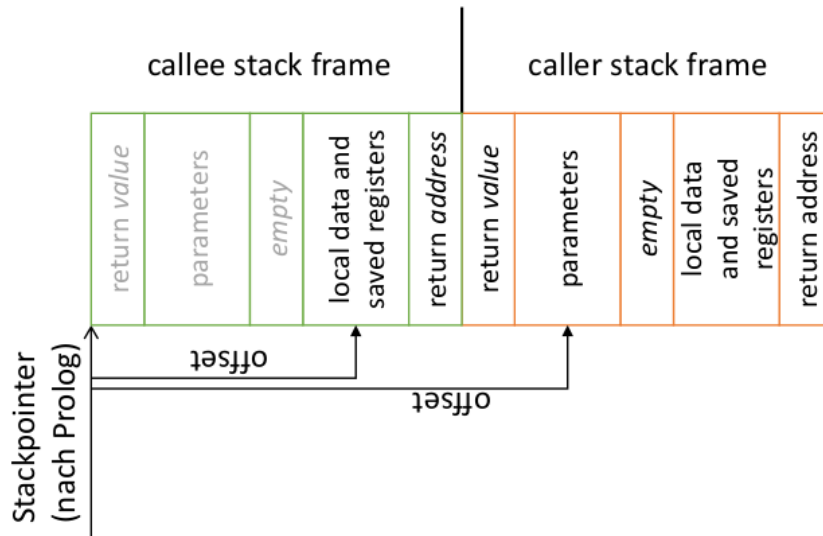 callee stack frame
caller stack frame
return value
parameters
empty
local data and
saved registers
return address
return value
parameters
empty
local data
and saved
registers
return address
offset
offset
Stackpointer
(nach Prolog)